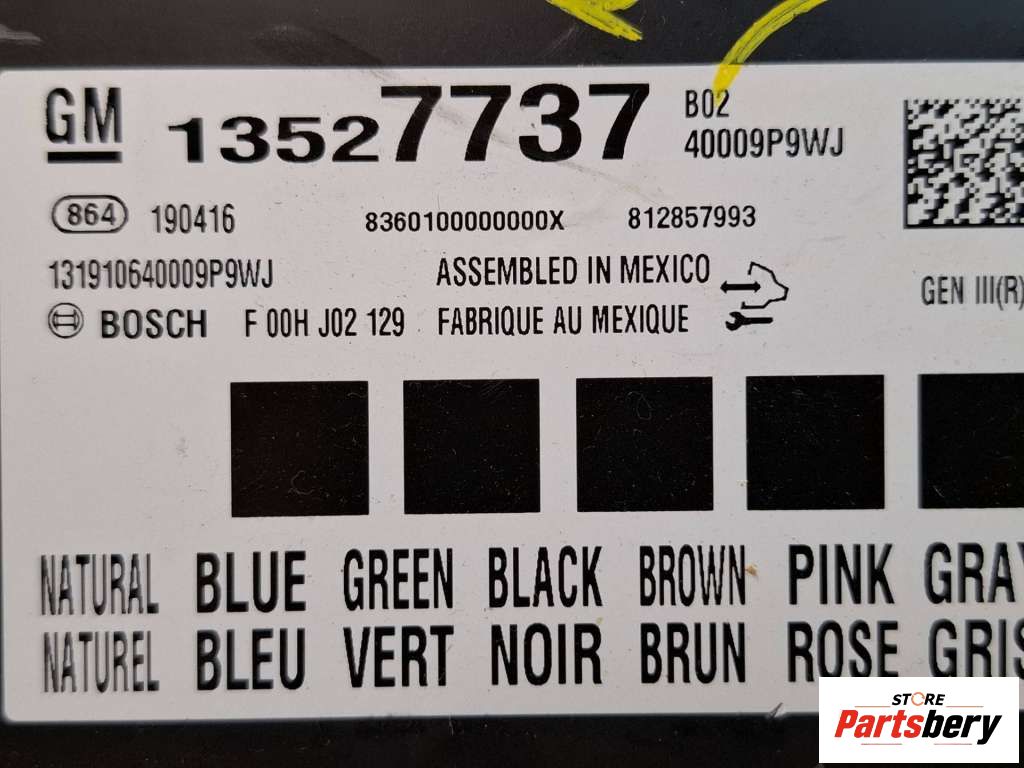 GM 13527737 B02
40009P9WJ
864 190416 8360100000000X 812857993
131910640009P9WJ ASSEMBLED IN MEXICO
GEN III(R)
BOSCH F 00H J02 129 FABRIQUE AU MEXIQUE
NATURAL BLUE GREEN BLACK BROWN PINK GRAY
NATUREL BLEU VERT NOIR BRUN ROSE GRIS
STORE
Partsbery